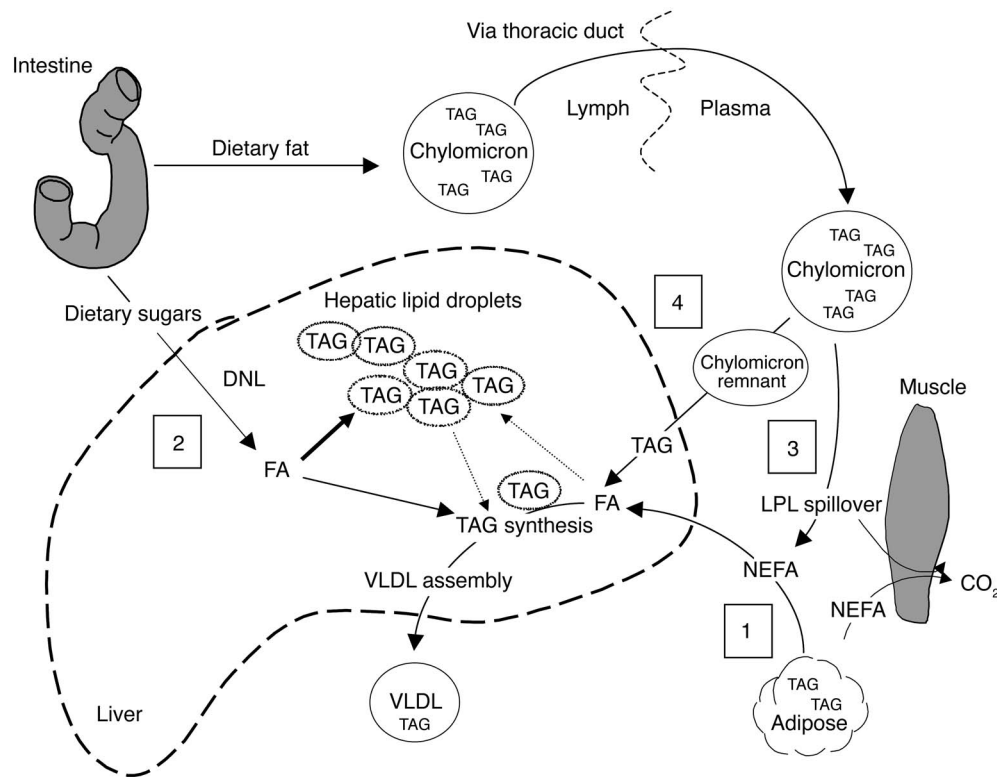 Via thoracic duct
Intestine
Lymph
Plasma
Dietary fat
TAG
TAG
Chylomicron
TAG
TAG
TAG
TAG
Chylomicron
TAG
TAG
Dietary sugars
Hepatic lipid droplets
4
TAG
TAG
TAG
TAG
TAG
TAG
Chylomicron
remnant
DNL
Muscle
2
FA
TAG
3
TAG
FA
LPL spillover
TAG synthesis
VLDL assembly
NEFA
CO₂
NEFA
1
VLDL
TAG
TAG
TAG
Adipose
Liver